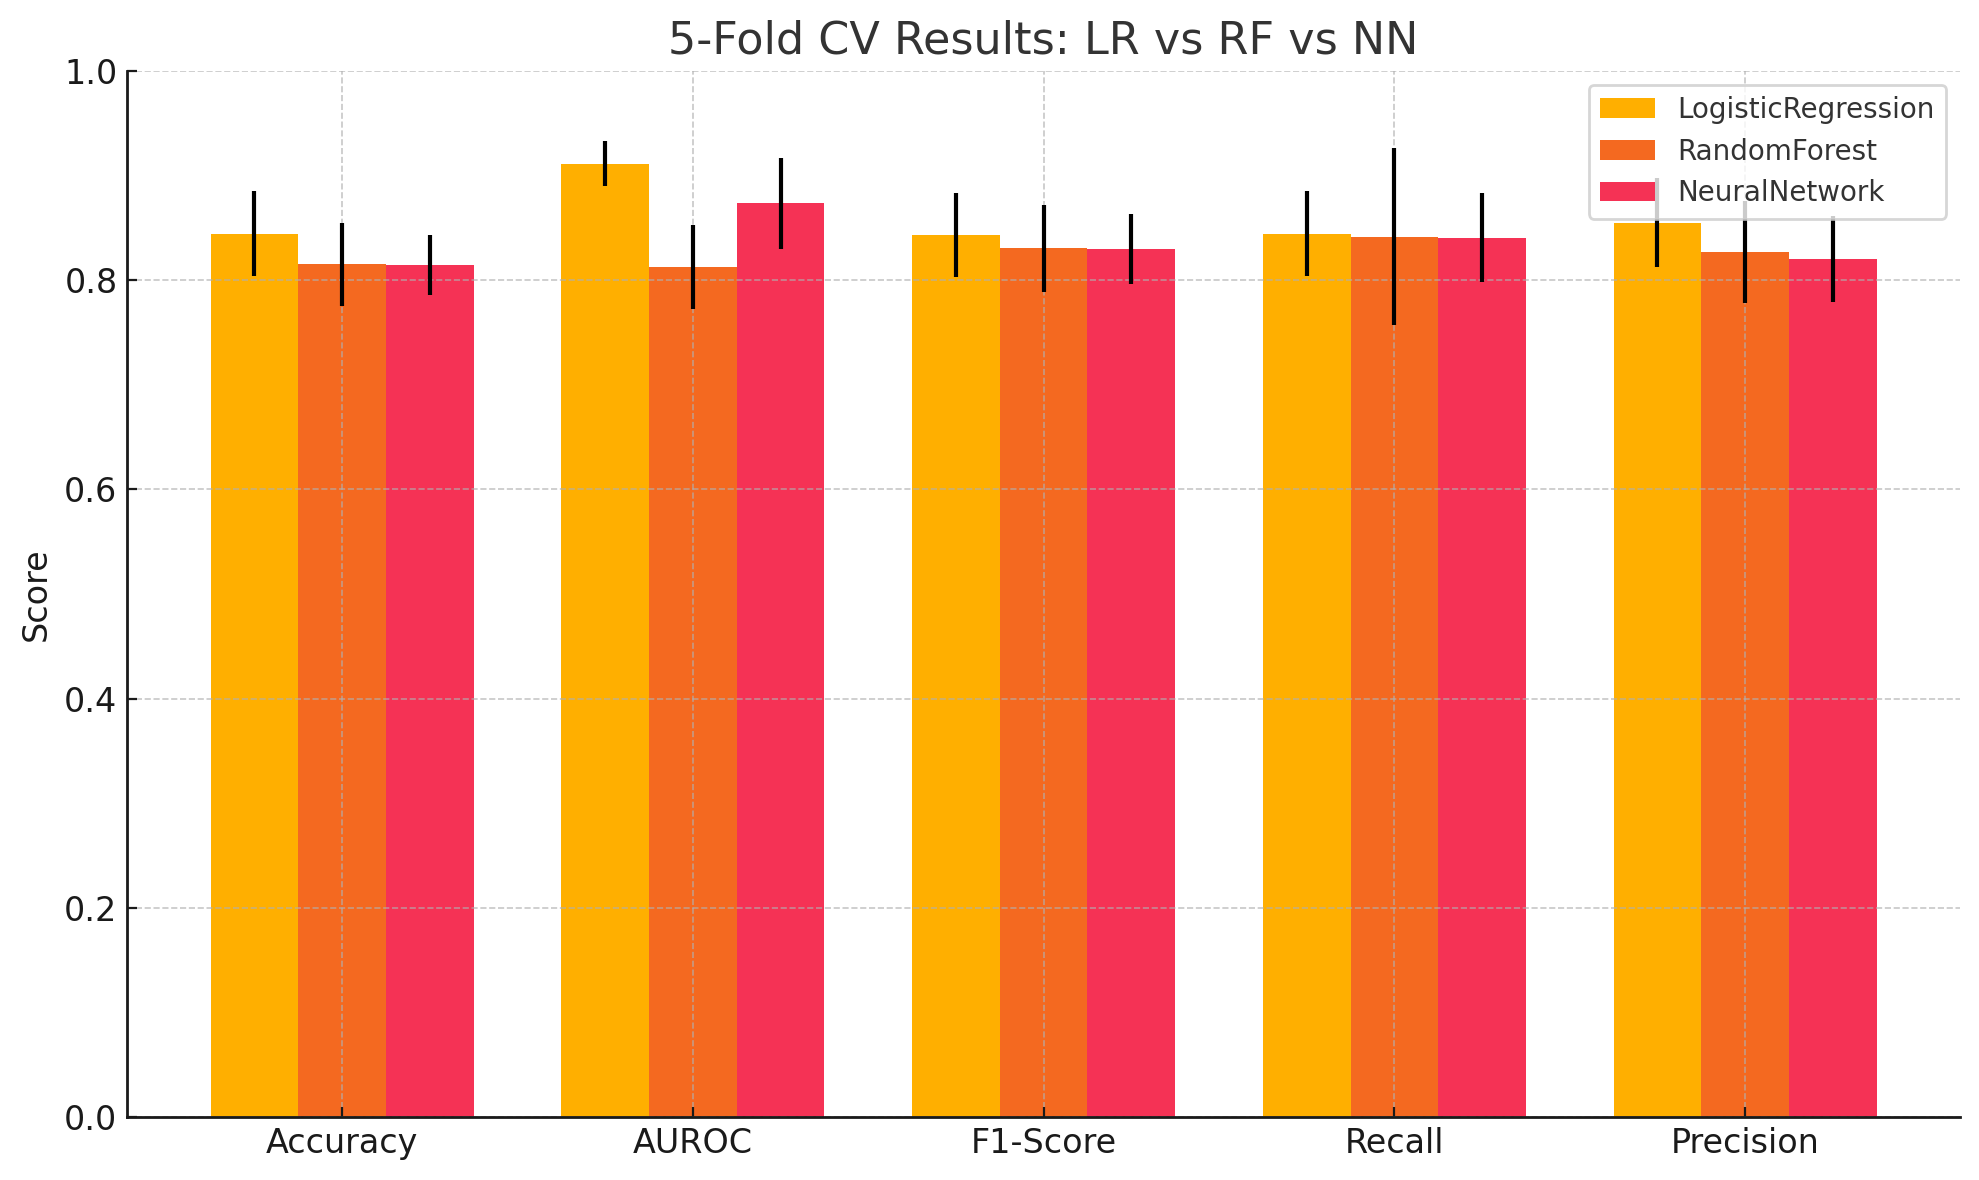 5-Fold CV Results: LR vs RF vs NN
1.0
0.8
0.6
0.4
0.2
0.0
Score
LogisticRegression
RandomForest
NeuralNetwork
Accuracy
AUROC
F1-Score
Recall
Precision